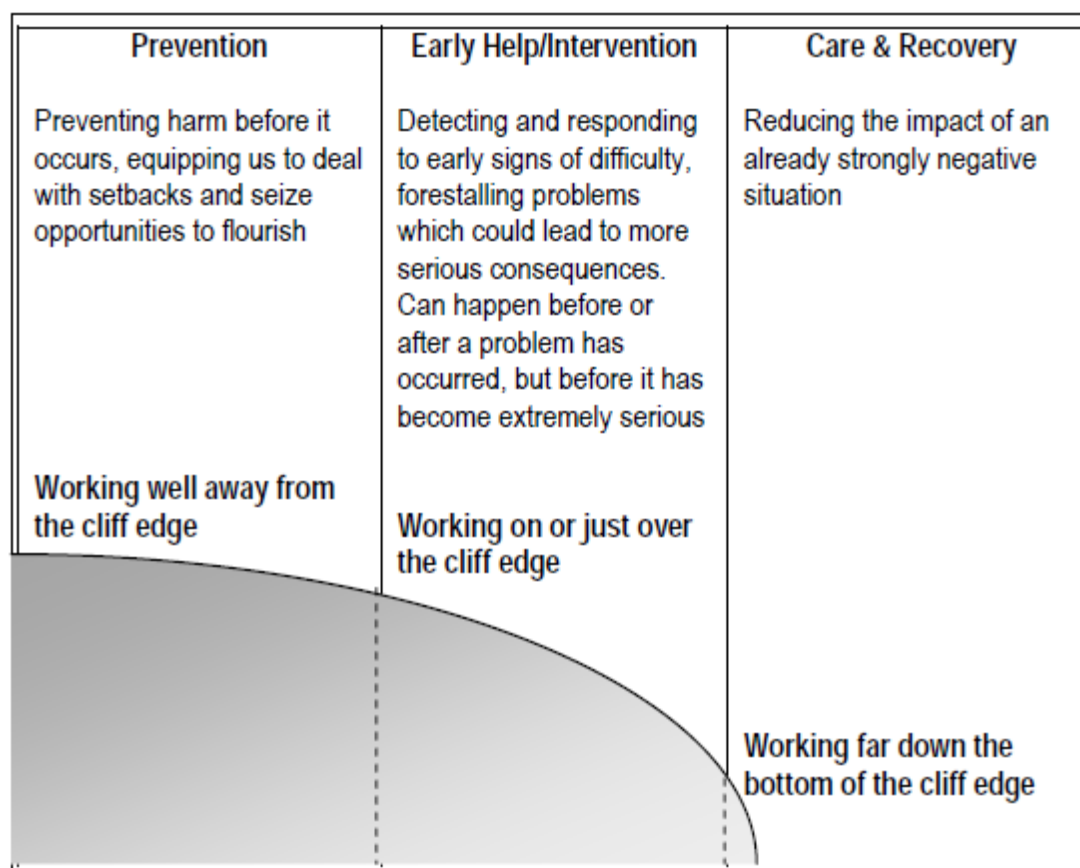 Prevention
Preventing harm before it
occurs, equipping us to deal
with setbacks and seize
opportunities to flourish
Working well away from
the cliff edge
Early Help/Intervention
Detecting and responding
to early signs of difficulty,
forestalling problems
which could lead to more
serious consequences.
Can happen before or
after a problem has
occurred, but before it has
become extremely serious
Working on or just over
the cliff edge
Care & Recovery
Reducing the impact of an
already strongly negative
situation
Working far down the
bottom of the cliff edge